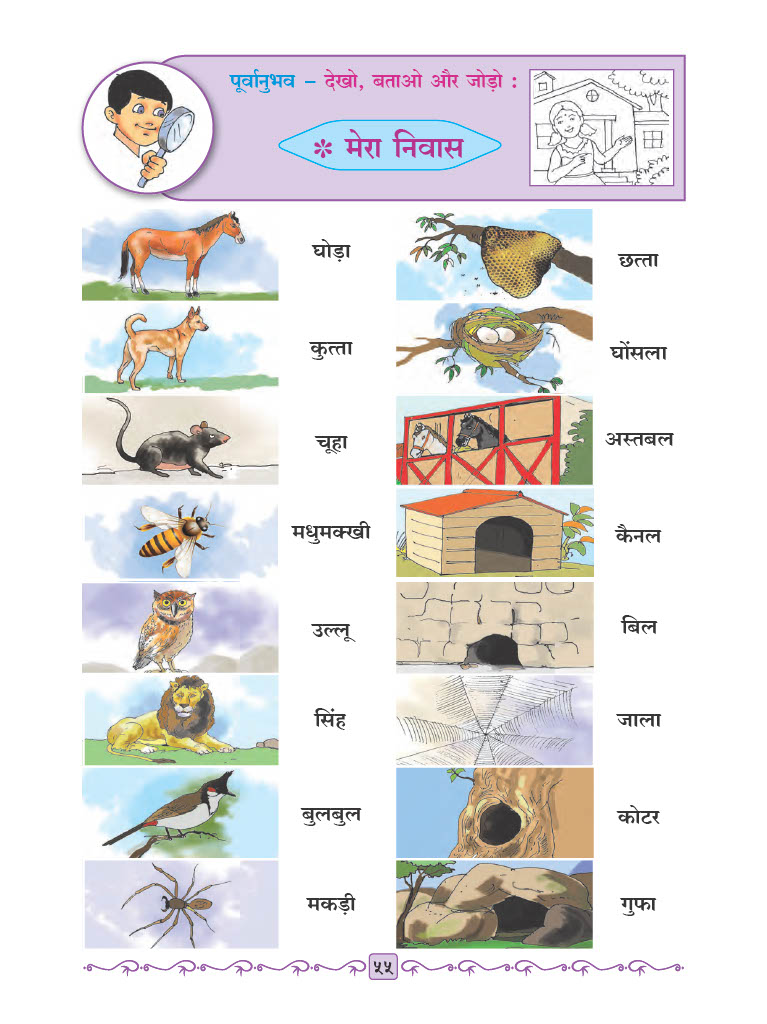 पूर्वानुभव – देखो, बताओ और जोड़ो :
✽ मेरा निवास
घोड़ा
छत्ता
कुत्ता
घोंसला
चूहा
अस्तबल
मधुमक्खी
कैनल
उल्लू
बिल
सिंह
जाला
बुलबुल
कोटर
मकड़ी
गुफा
५५